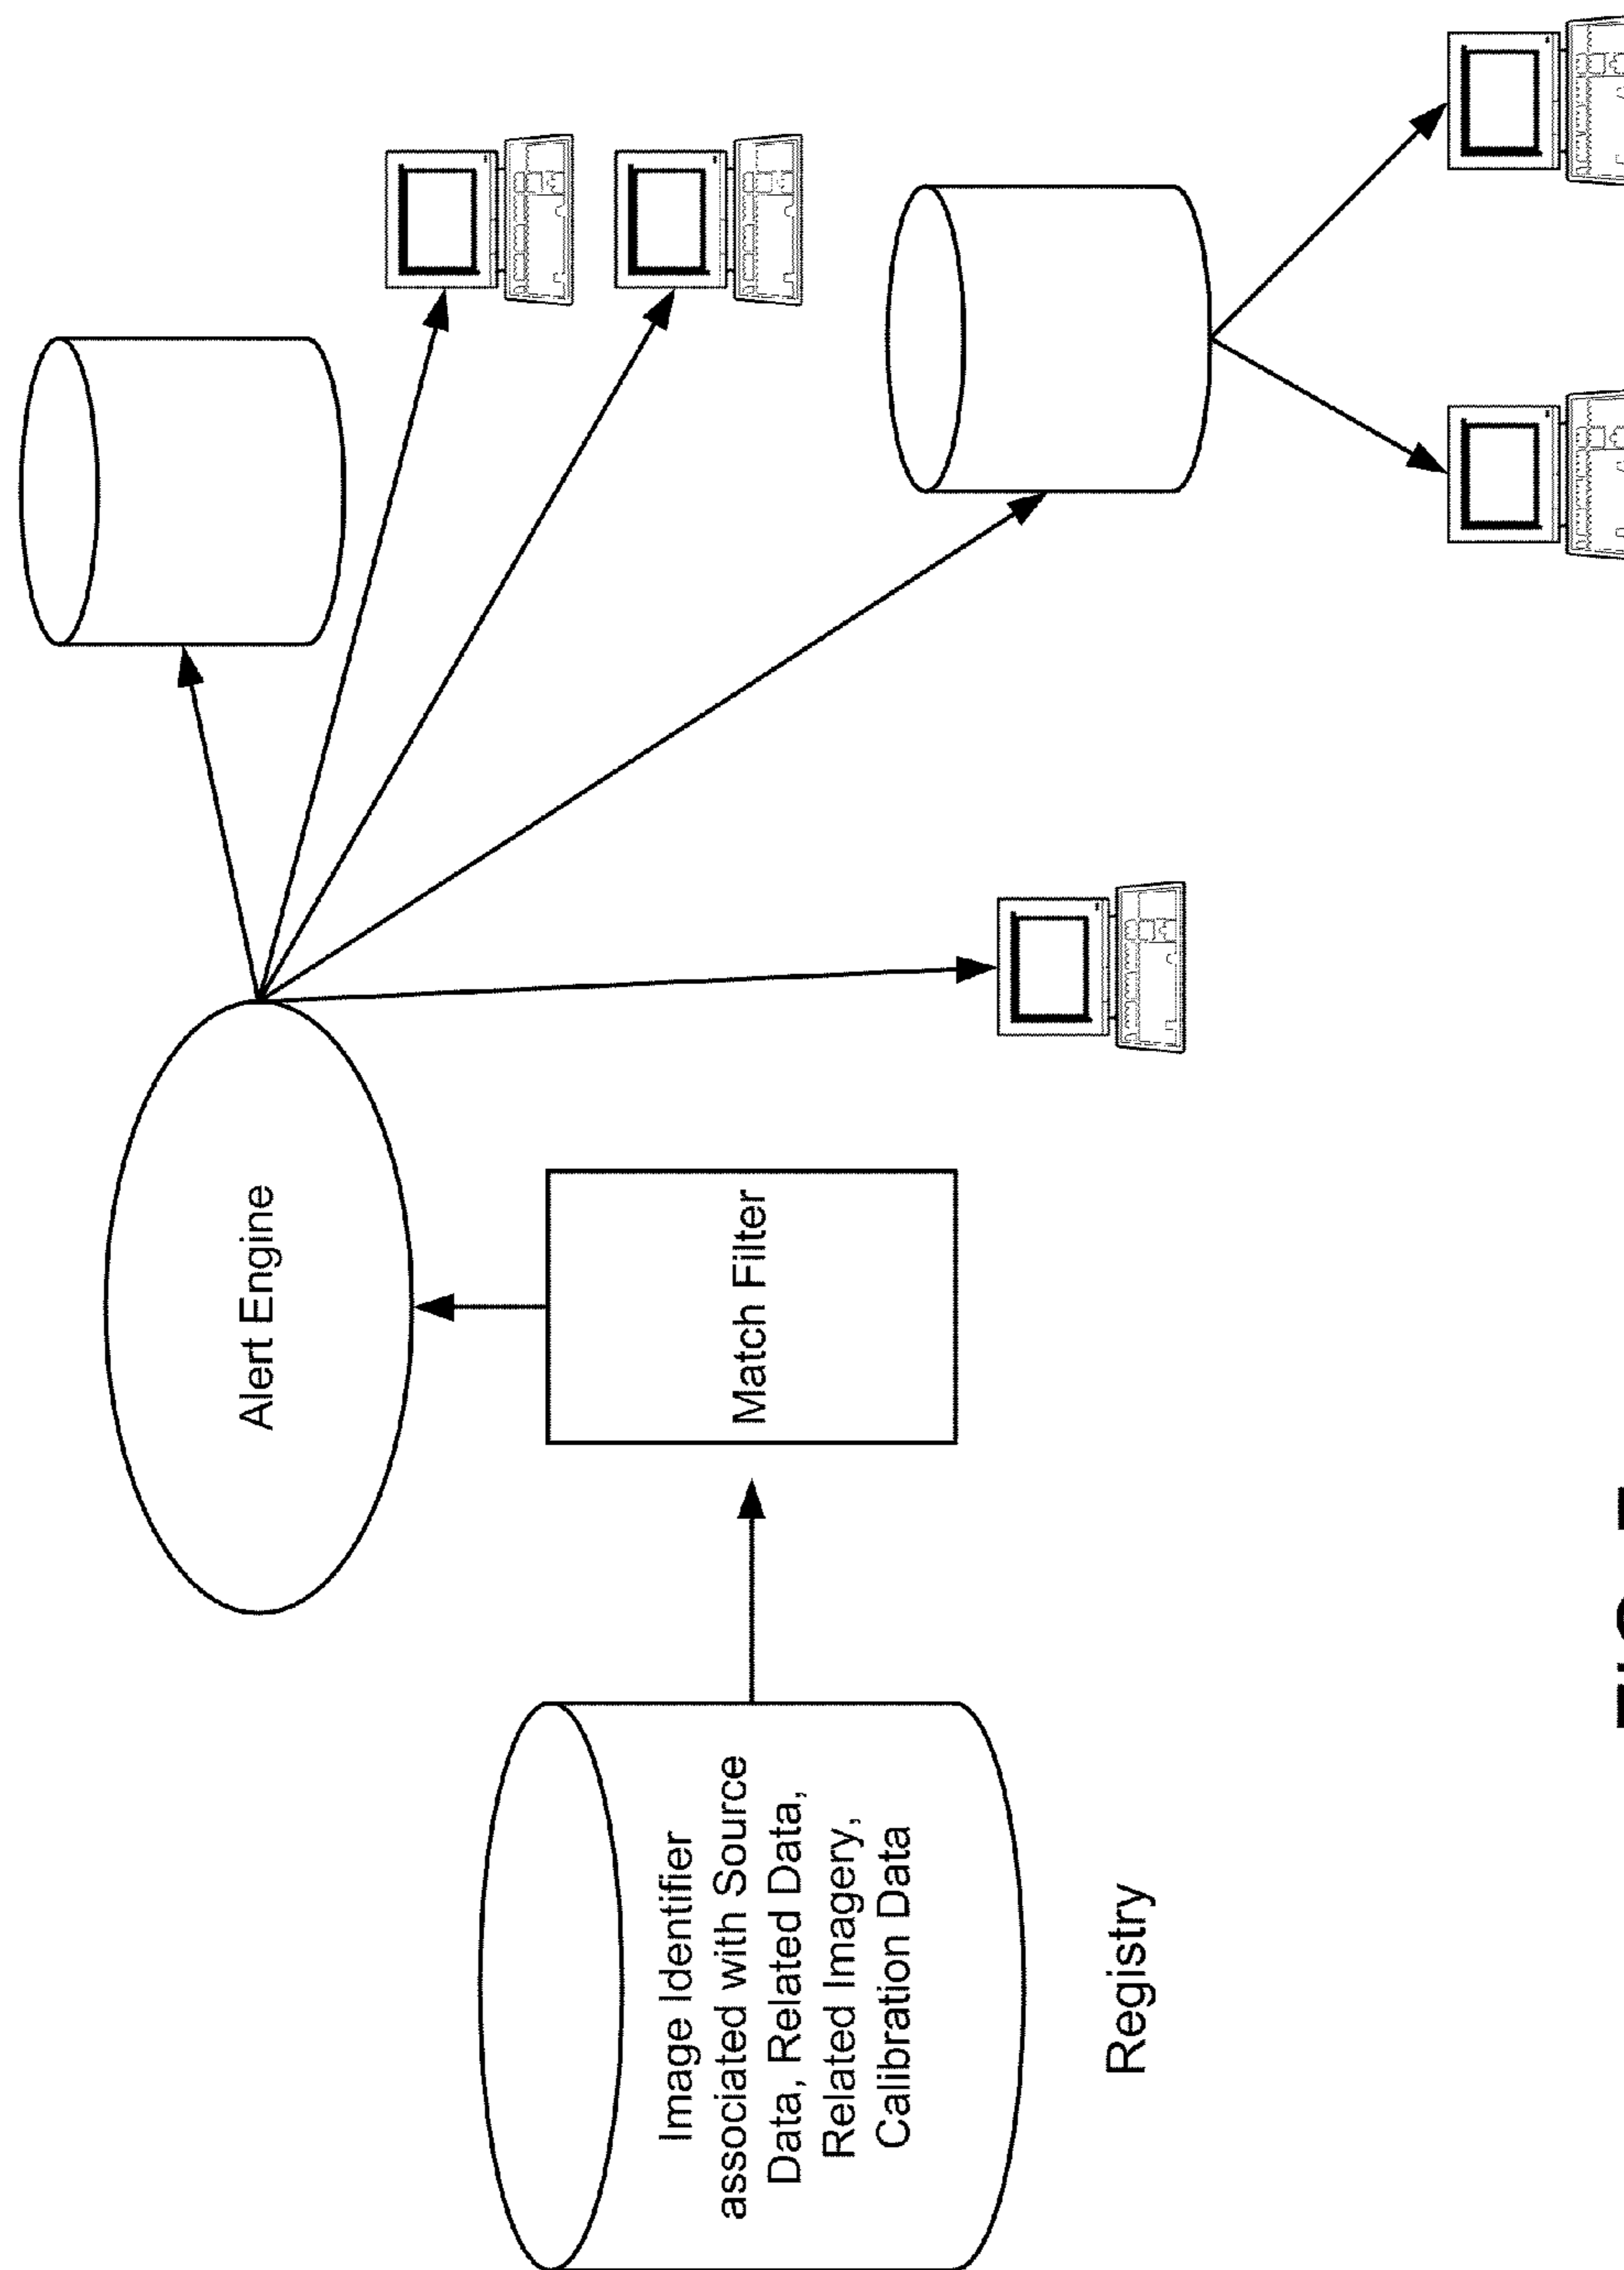 Alert Engine
Match Filter
Image Identifier
associated with Source
Data, Related Data,
Related Imagery,
Calibration Data
Registry